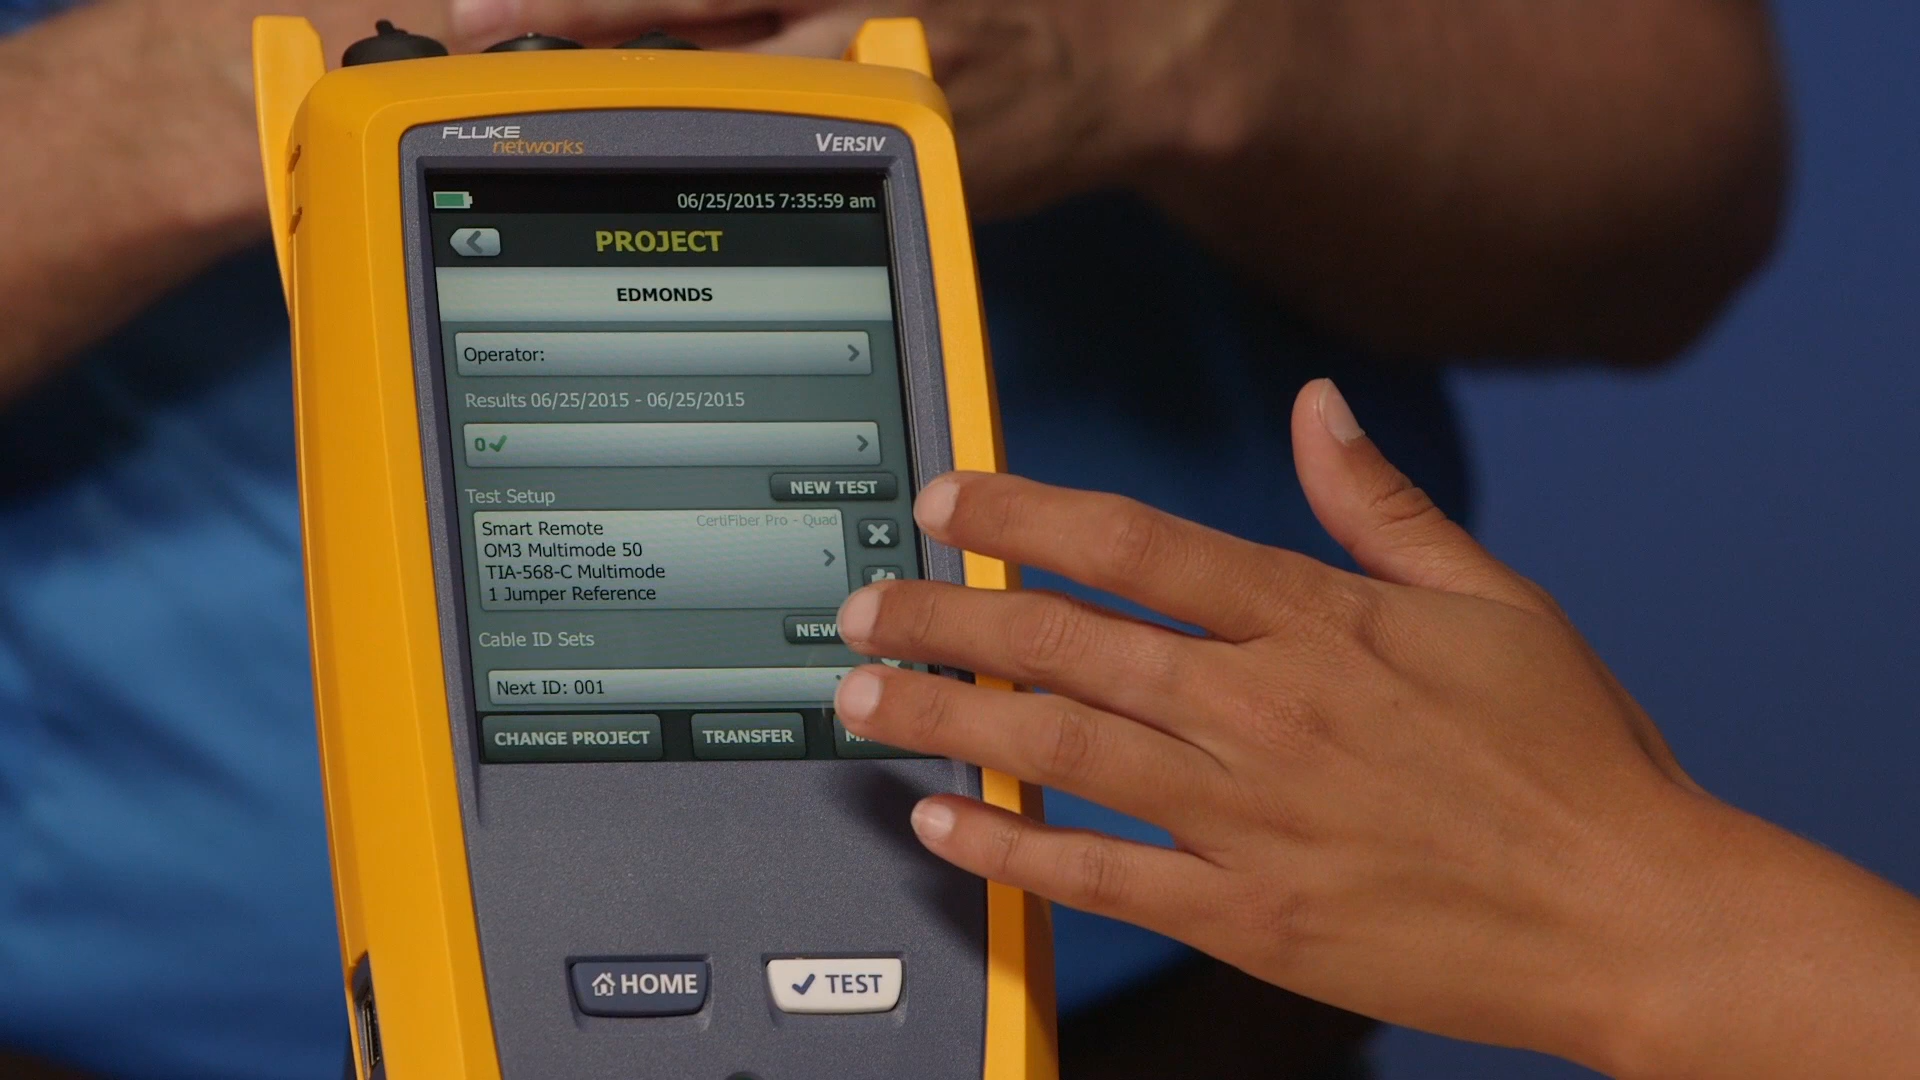 FLUKE
networks
VERSIV
06/25/2015 7:35:59 am
PROJECT
EDMONDS
Operator:
Results 06/25/2015 - 06/25/2015
0✓
Test Setup
NEW TEST
CertiFiber Pro - Quad
Smart Remote
OM3 Multimode 50
TIA-568-C Multimode
1 Jumper Reference
Cable ID Sets
NEW
Next ID: 001
CHANGE PROJECT
TRANSFER
HOME
TEST